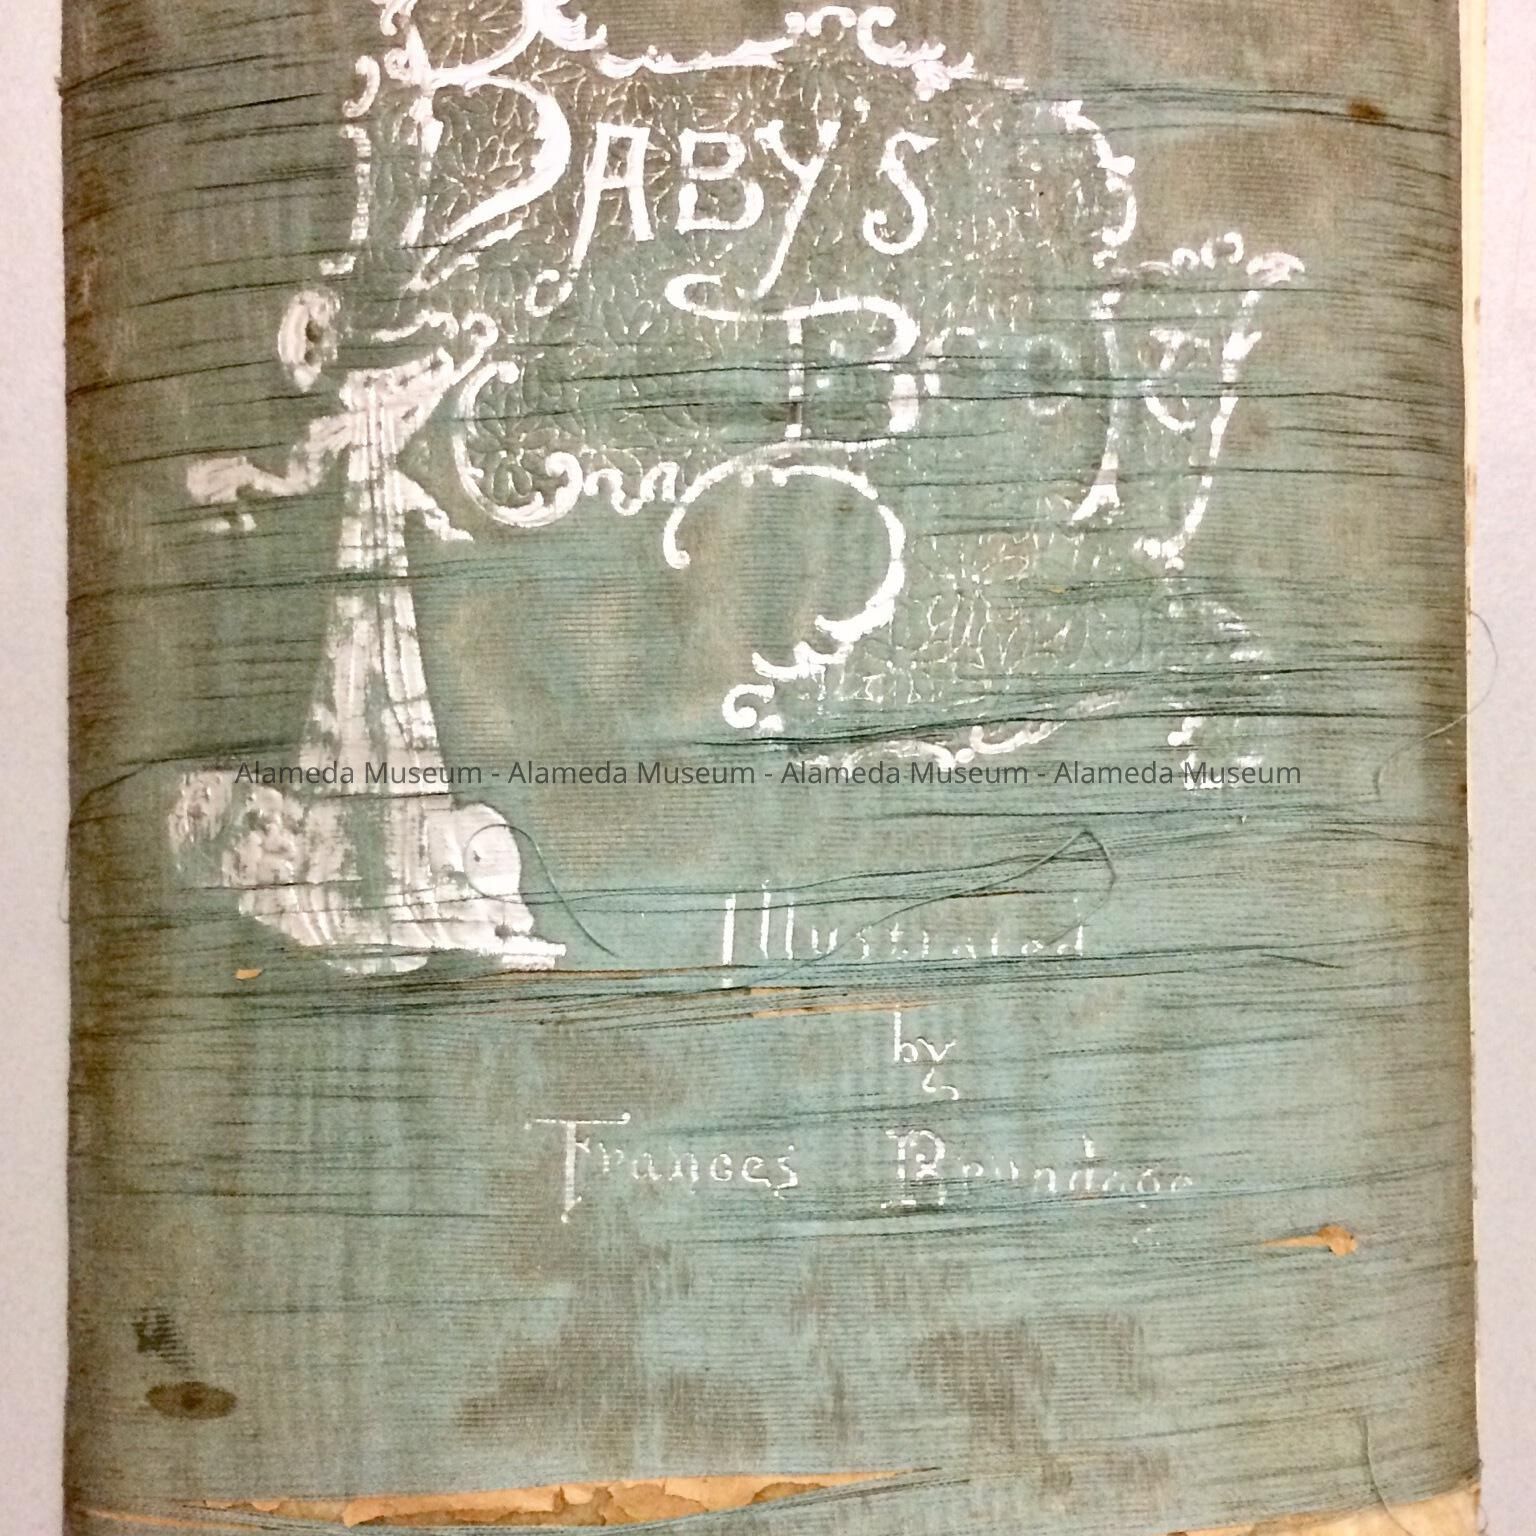 BABY'S
Book
Alameda Museum - Alameda Museum - Alameda Museum - Alameda Museum
Illustrated
by
Frances Brundage